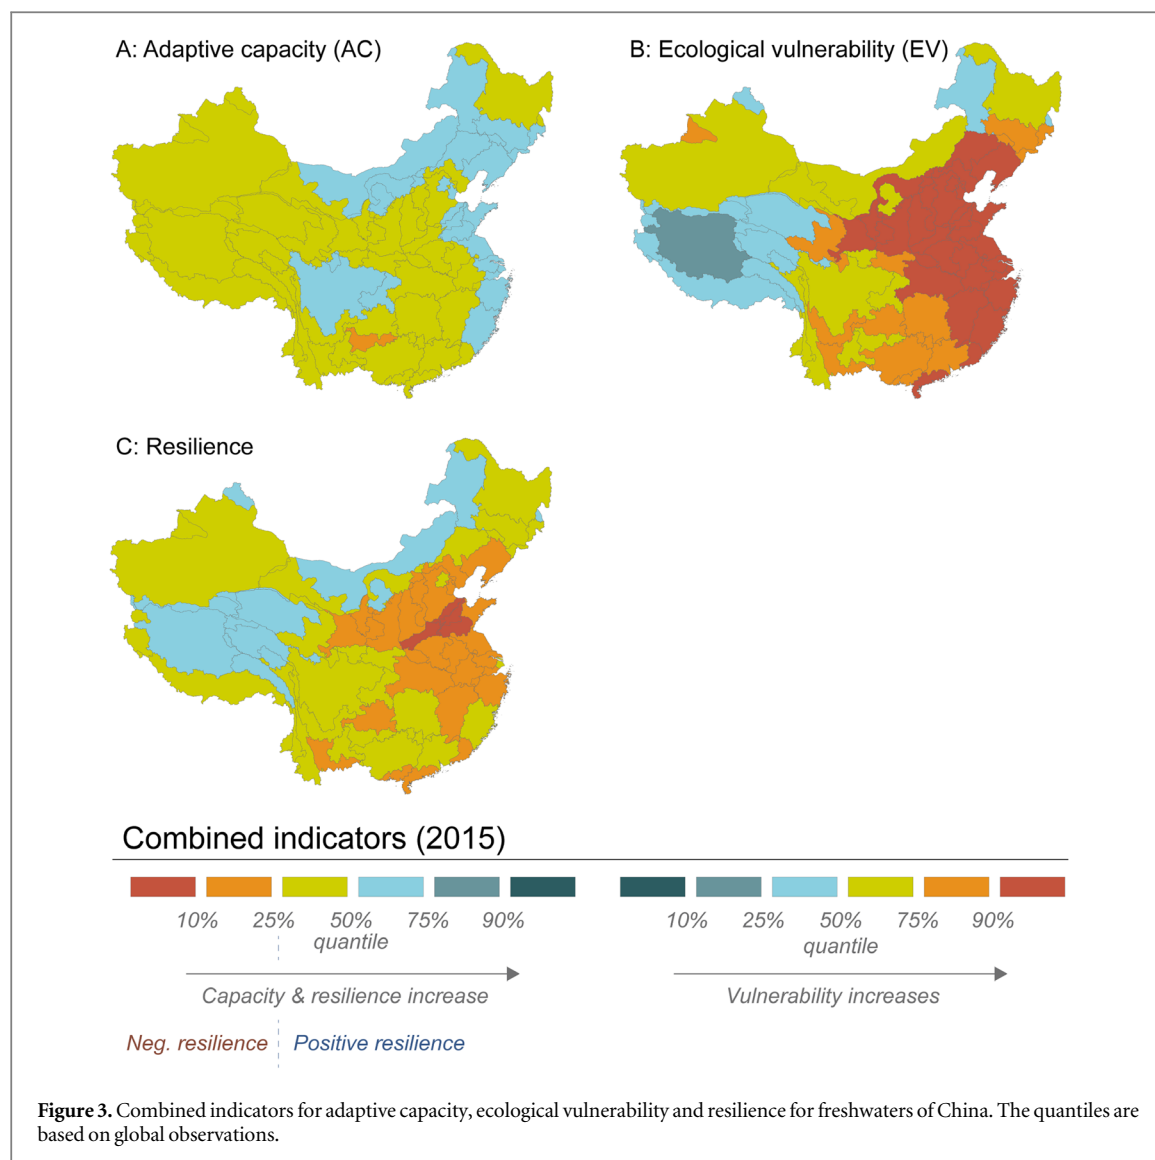 A: Adaptive capacity (AC)
B: Ecological vulnerability (EV)
C: Resilience
Combined indicators (2015)
10% 25% 50% 75% 90%
quantile
Capacity & resilience increase
Neg. resilience Positive resilience
10% 25% 50% 75% 90%
quantile
Vulnerability increases
Figure 3. Combined indicators for adaptive capacity, ecological vulnerability and resilience for freshwaters of China. The quantiles are
based on global observations.